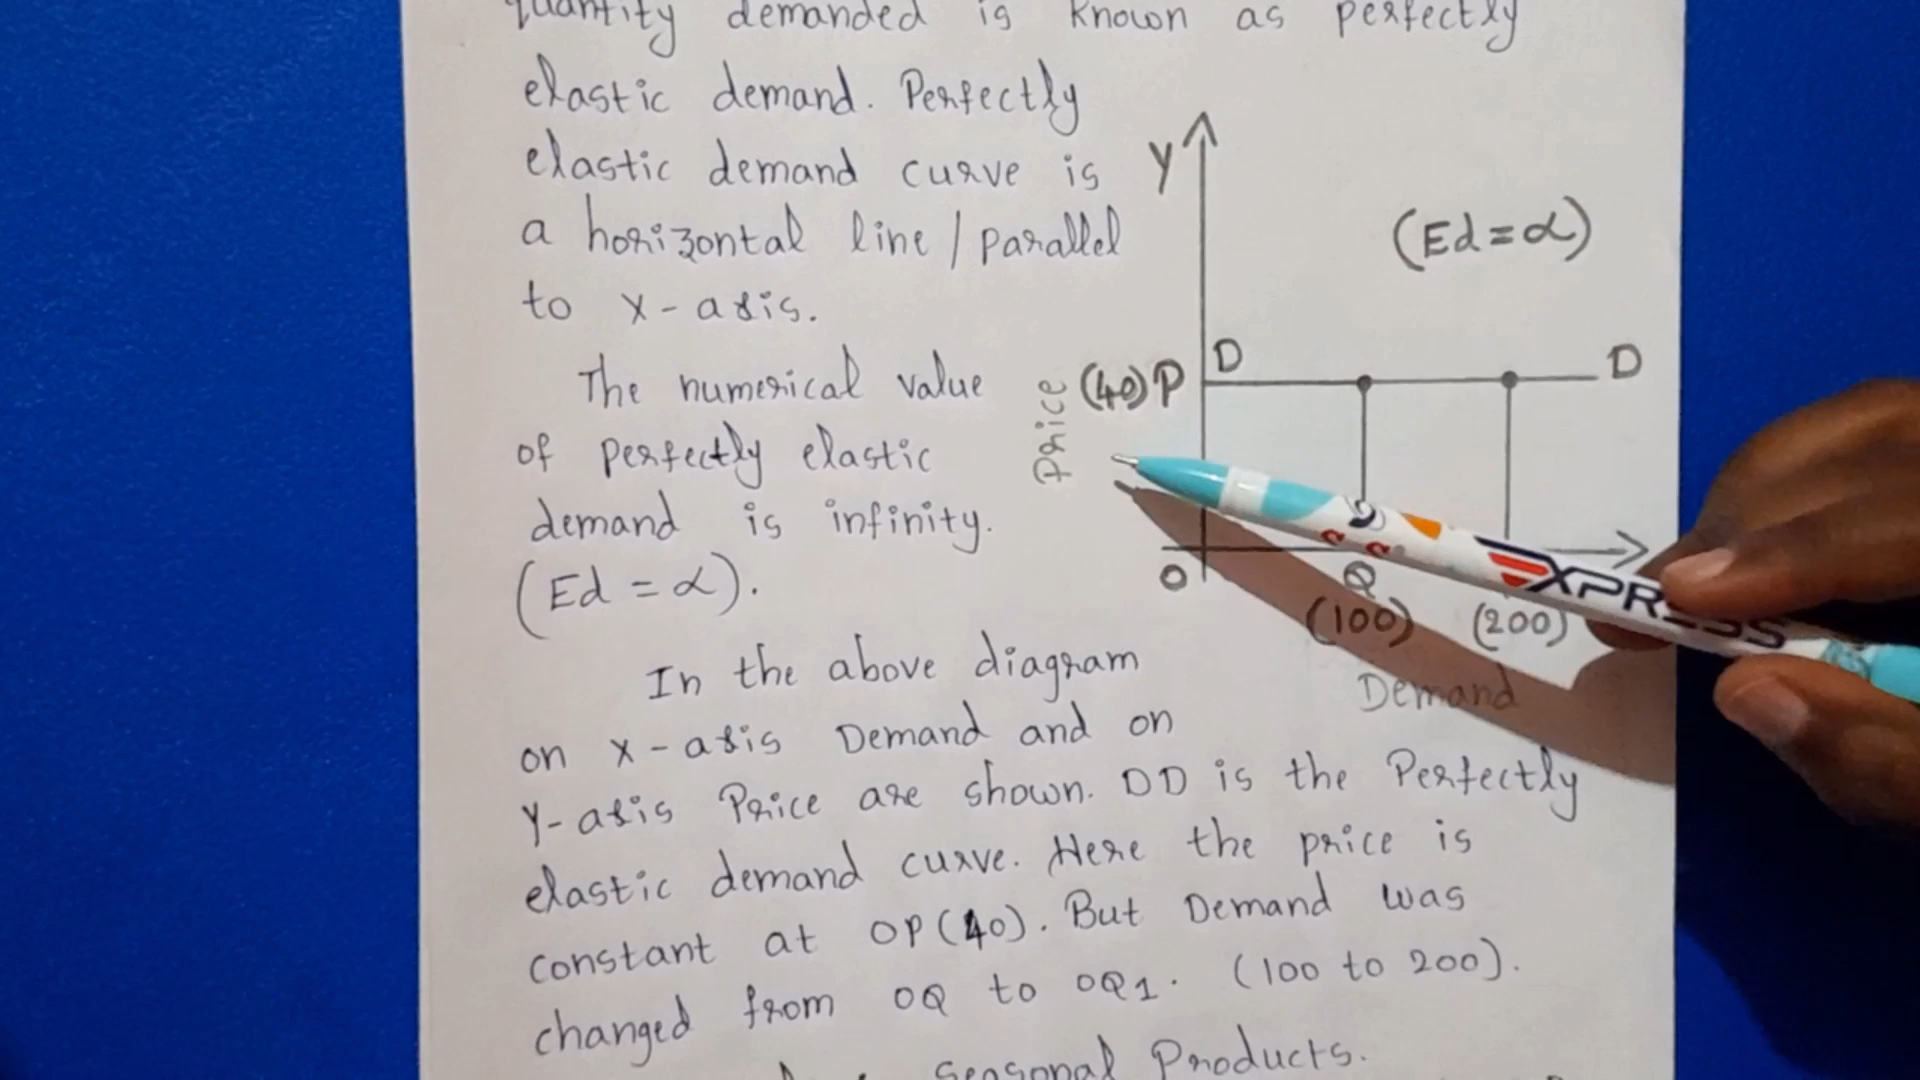 quantity demanded is known as perfectly
elastic demand. Perfectly
elastic demand curve is
a horizontal line / parallel
to X-axis.
The numerical value
of perfectly elastic
demand is infinity.
(Ed = α).
In the above diagram
on X-axis Demand and on
Y-axis Price are shown. DD is the Perfectly
elastic demand curve. Here the price is
constant at OP (40). But Demand was
changed from OQ to OQ1. (100 to 200).
Seasonal Products.
Y
(Ed = α)
Price
(40) P
D
D
O
Q
(100)
(200)
Demand
EXPRESS